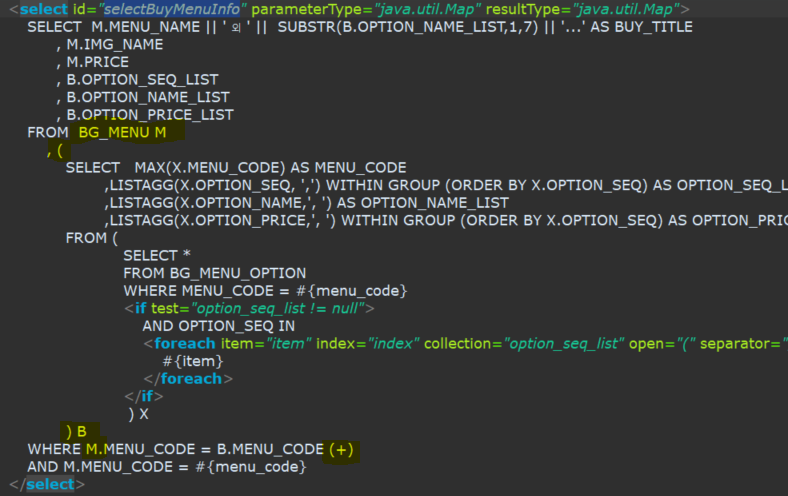 <select id="selectBuyMenuInfo" parameterType="java.util.Map" resultType="java.util.Map">
SELECT M.MENU_NAME || ' 외 ' || SUBSTR(B.OPTION_NAME_LIST,1,7) || '...' AS BUY_TITLE
, M.IMG_NAME
, M.PRICE
, B.OPTION_SEQ_LIST
, B.OPTION_NAME_LIST
, B.OPTION_PRICE_LIST
FROM BG_MENU M
, (
SELECT MAX(X.MENU_CODE) AS MENU_CODE
,LISTAGG(X.OPTION_SEQ, ',') WITHIN GROUP (ORDER BY X.OPTION_SEQ) AS OPTION_SEQ_L
,LISTAGG(X.OPTION_NAME,', ') AS OPTION_NAME_LIST
,LISTAGG(X.OPTION_PRICE,', ') WITHIN GROUP (ORDER BY X.OPTION_SEQ) AS OPTION_PRIC
FROM (
SELECT *
FROM BG_MENU_OPTION
WHERE MENU_CODE = #{menu_code}
<if test="option_seq_list != null">
AND OPTION_SEQ IN
<foreach item="item" index="index" collection="option_seq_list" open="(" separator="
#{item}
</foreach>
</if>
) X
) B
WHERE M.MENU_CODE = B.MENU_CODE (+)
AND M.MENU_CODE = #{menu_code}
</select>